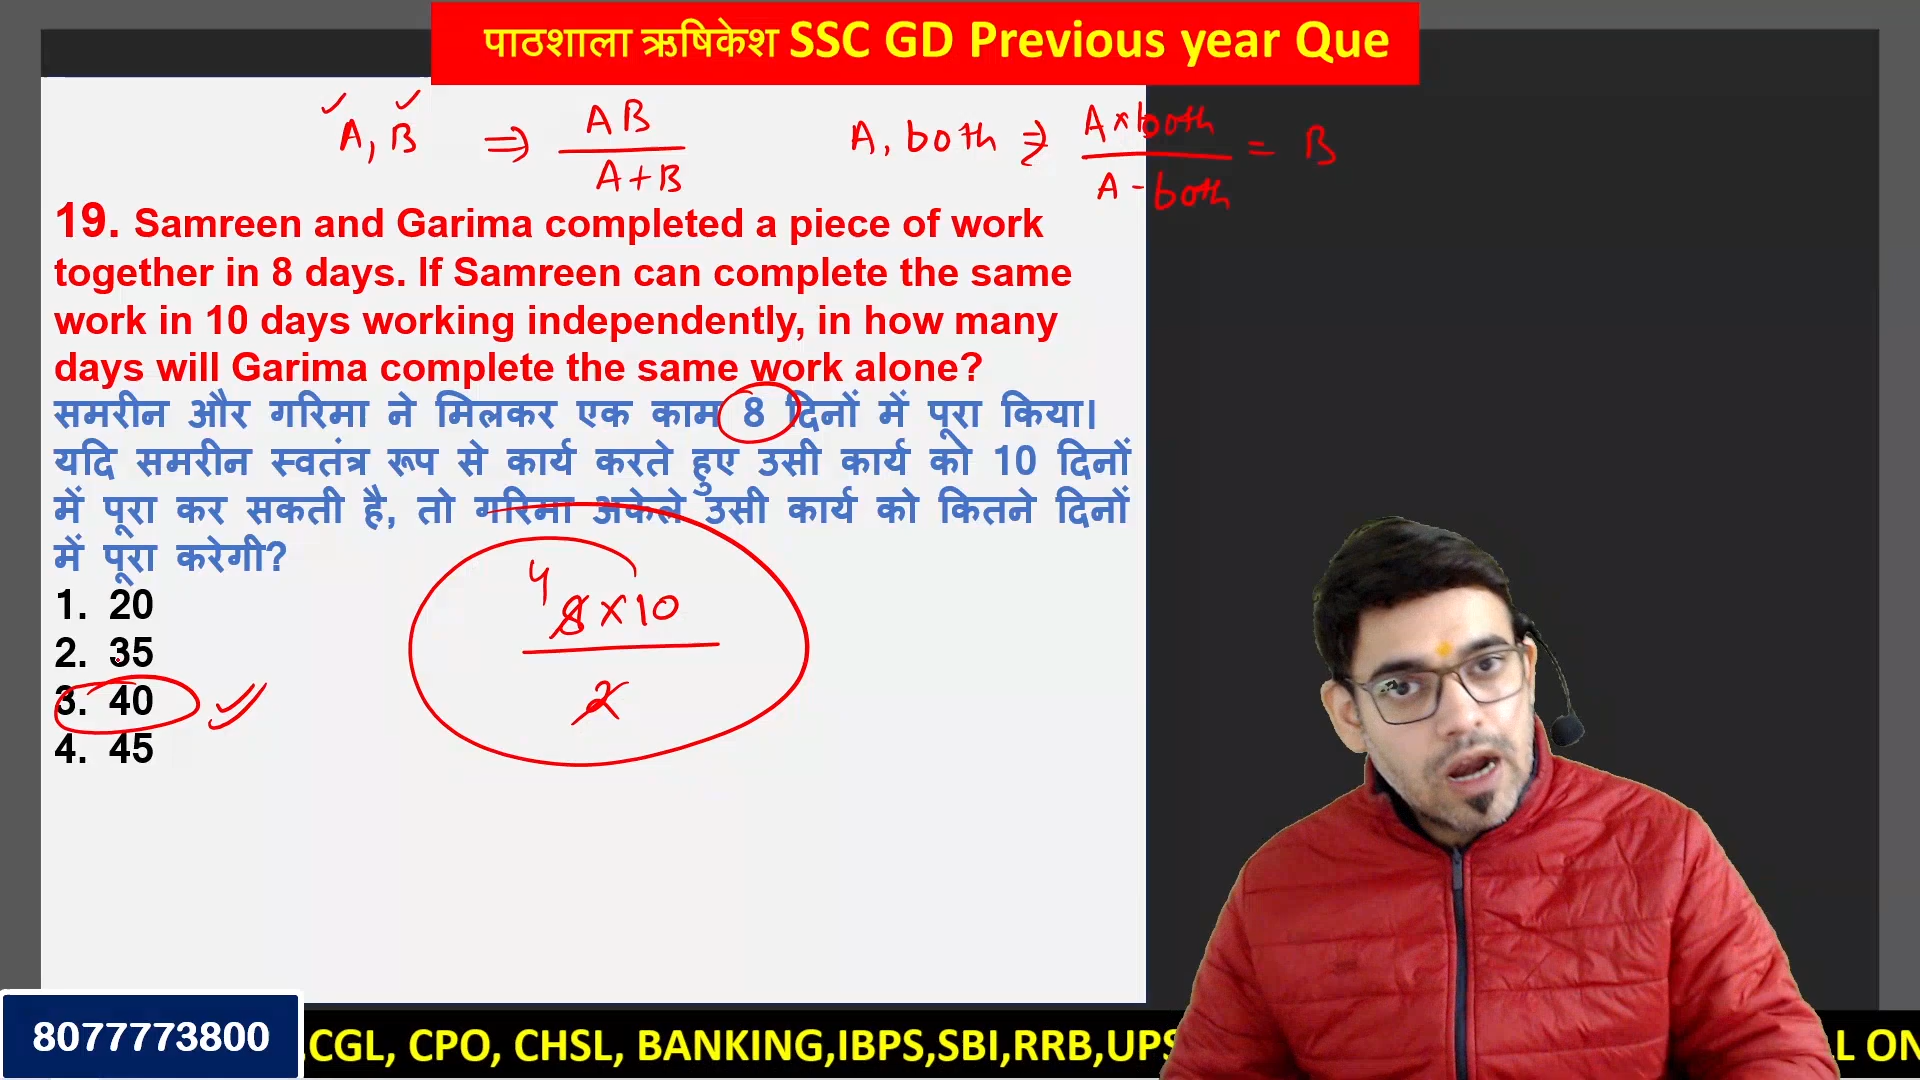 पाठशाला ऋषिकेश SSC GD Previous year Que
A, B ⇒ AB / A+B
A, both ⇒ A×both / A-both = B
19. Samreen and Garima completed a piece of work
together in 8 days. If Samreen can complete the same
work in 10 days working independently, in how many
days will Garima complete the same work alone?
समरीन और गरिमा ने मिलकर एक काम 8 दिनों में पूरा किया।
यदि समरीन स्वतंत्र रूप से कार्य करते हुए उसी कार्य को 10 दिनों
में पूरा कर सकती है, तो गरिमा अकेले उसी कार्य को कितने दिनों
में पूरा करेगी?
1. 20
2. 35
3. 40
4. 45
4
8×10
2
8077773800
,CGL, CPO, CHSL, BANKING,IBPS,SBI,RRB,UPS
L ON